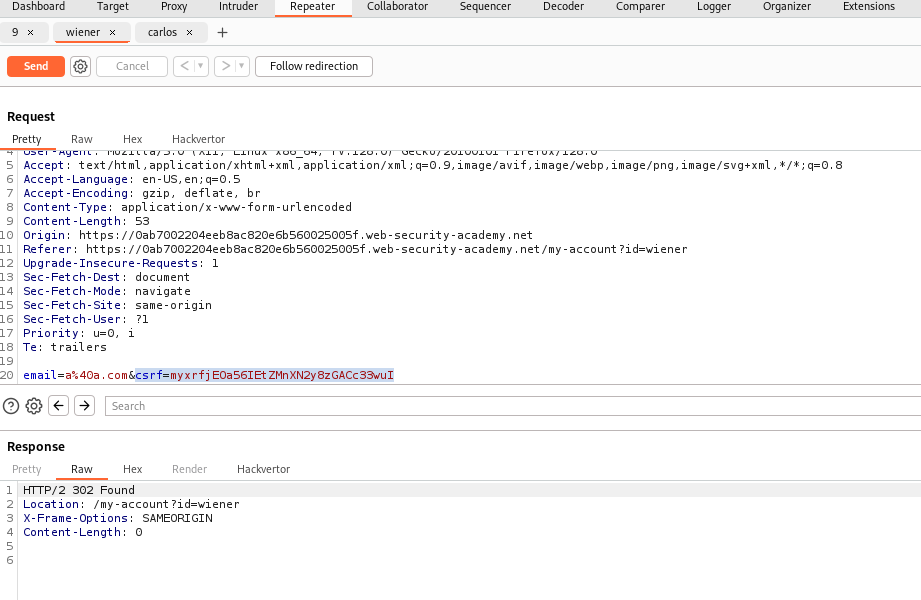 Dashboard Target Proxy Intruder Repeater Collaborator Sequencer Decoder Comparer Logger Organizer Extensions
9 × wiener × carlos × +
Send Cancel < > Follow redirection
Request
Pretty Raw Hex Hackvertor
4 User-Agent: Mozilla/5.0 (X11; Linux x86_64; rv:128.0) Gecko/20100101 Firefox/128.0
5 Accept: text/html,application/xhtml+xml,application/xml;q=0.9,image/avif,image/webp,image/png,image/svg+xml,*/*;q=0.8
6 Accept-Language: en-US,en;q=0.5
7 Accept-Encoding: gzip, deflate, br
8 Content-Type: application/x-www-form-urlencoded
9 Content-Length: 53
10 Origin: https://0ab7002204eeb8ac820e6b560025005f.web-security-academy.net
11 Referer: https://0ab7002204eeb8ac820e6b560025005f.web-security-academy.net/my-account?id=wiener
12 Upgrade-Insecure-Requests: 1
13 Sec-Fetch-Dest: document
14 Sec-Fetch-Mode: navigate
15 Sec-Fetch-Site: same-origin
16 Sec-Fetch-User: ?1
17 Priority: u=0, i
18 Te: trailers
19
20 email=a%40a.com&csrf=myxrfjEOa56IEtZMnXN2y8zGACc33wuI
Search
Response
Pretty Raw Hex Render Hackvertor
1 HTTP/2 302 Found
2 Location: /my-account?id=wiener
3 X-Frame-Options: SAMEORIGIN
4 Content-Length: 0
5
6